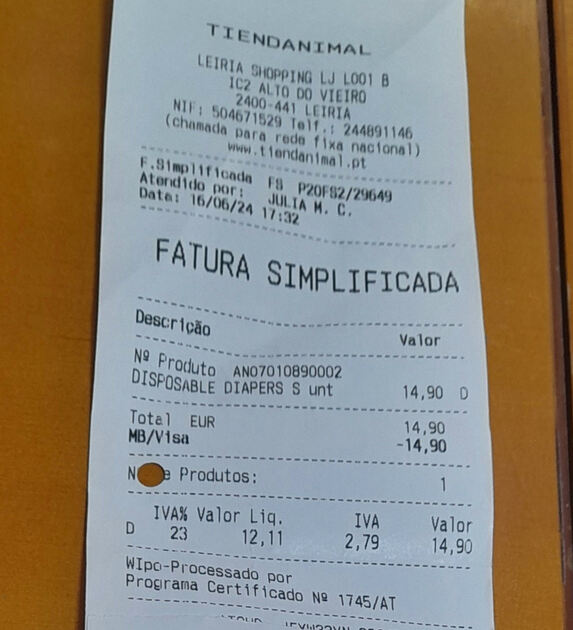 TIENDANIMAL
LEIRIA SHOPPING LJ L001 B
IC2 ALTO DO VIEIRO
2400-441 LEIRIA
NIF: 504671529 Telf.: 244891146
(chamada para rede fixa nacional)
www.tiendanimal.pt
F.Simplificada FS P20FS2/29649
Atendido por: JULIA M. C.
Data: 16/06/24 17:32
FATURA SIMPLIFICADA
Descrição Valor
Nº Produto AN07010890002
DISPOSABLE DIAPERS S unt 14,90 D
Total EUR 14,90
MB/Visa -14,90
N e Produtos: 1
IVA% Valor Liq. IVA Valor
D 23 12,11 2,79 14,90
WIpo-Processado por
Programa Certificado Nº 1745/AT